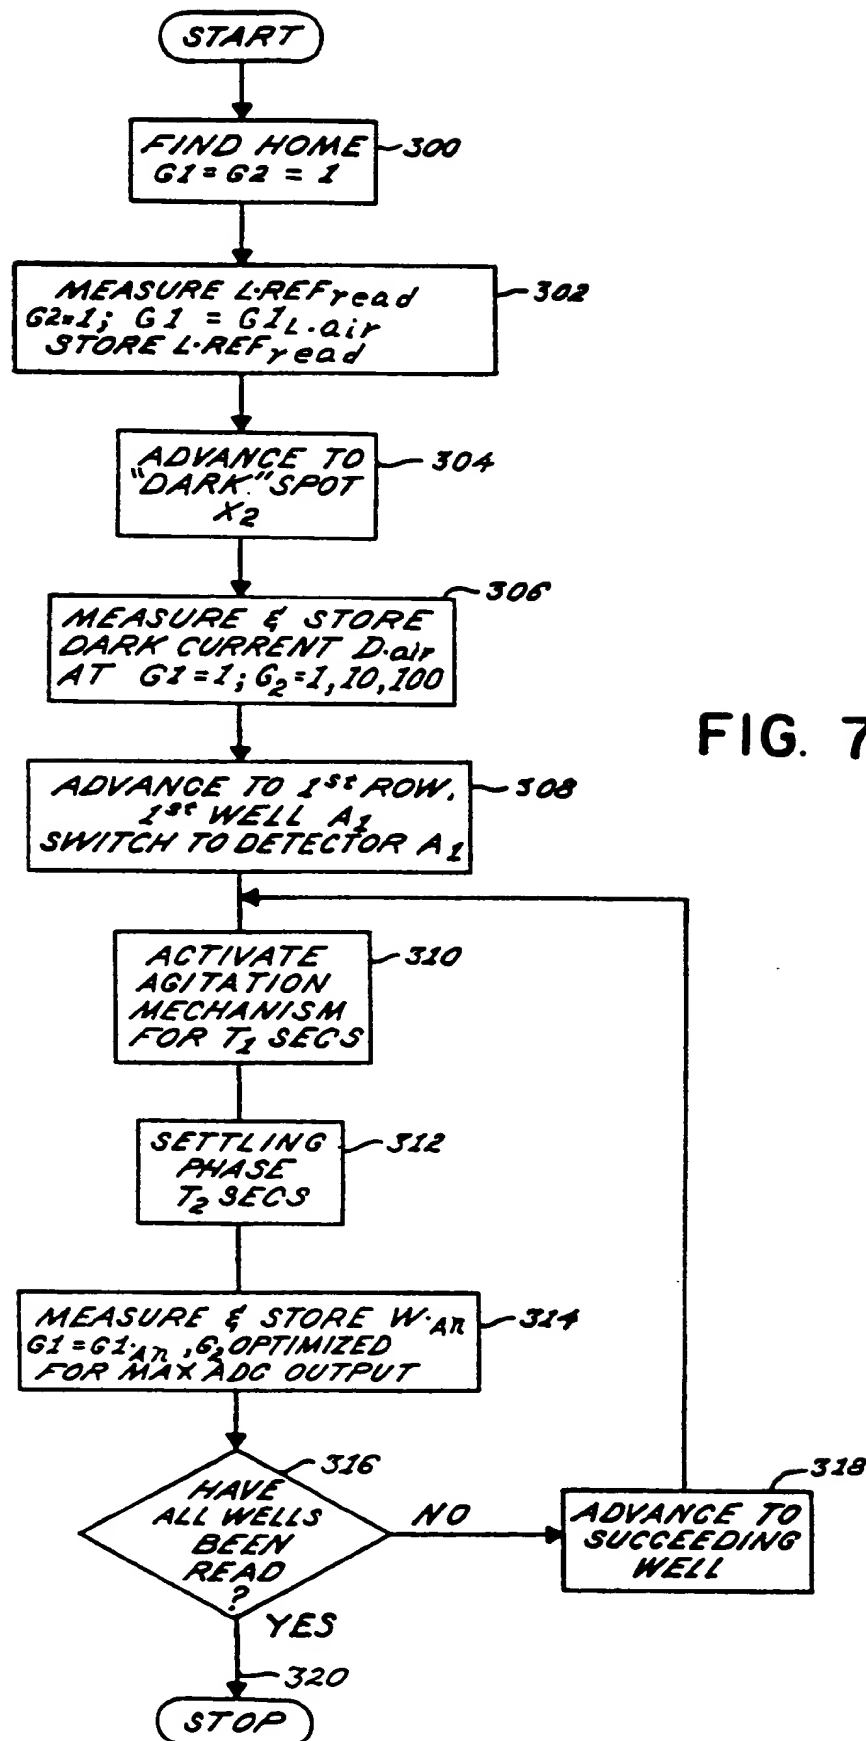 START
FIND HOME
G1 = G2 = 1
300
MEASURE L·REFread
G2=1; G1 = G1L·air
STORE L·REFread
302
ADVANCE TO
"DARK" SPOT
X2
304
306
MEASURE & STORE
DARK CURRENT D·air
AT G1=1; G2=1,10,100
FIG. 7
ADVANCE TO 1st ROW,
1st WELL A1
SWITCH TO DETECTOR A1
308
ACTIVATE
AGITATION
MECHANISM
FOR T1 SECS
310
SETTLING
PHASE
T2 SECS
312
MEASURE & STORE W·An
G1=G1·An, G2 OPTIMIZED
FOR MAX ADC OUTPUT
314
316
HAVE
ALL WELLS
BEEN
READ
?
NO
318
ADVANCE TO
SUCCEEDING
WELL
YES
320
STOP